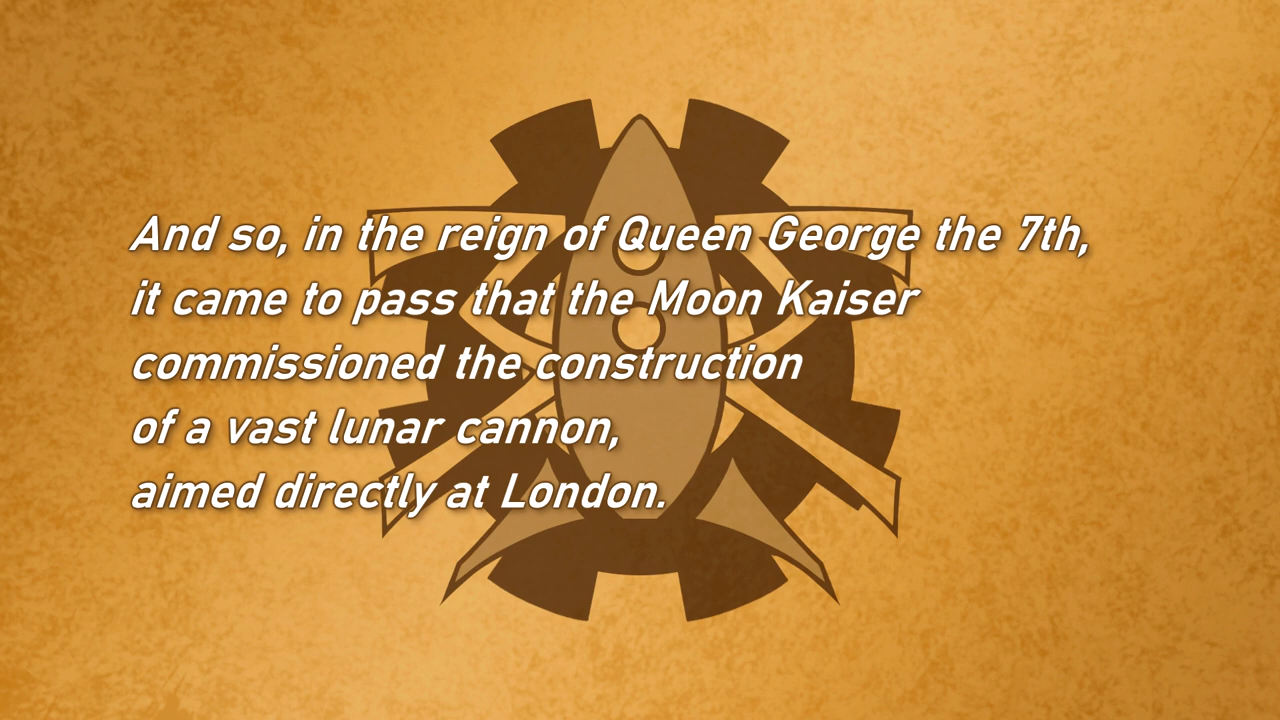 And so, in the reign of Queen George the 7th,
it came to pass that the Moon Kaiser
commissioned the construction
of a vast lunar cannon,
aimed directly at London.